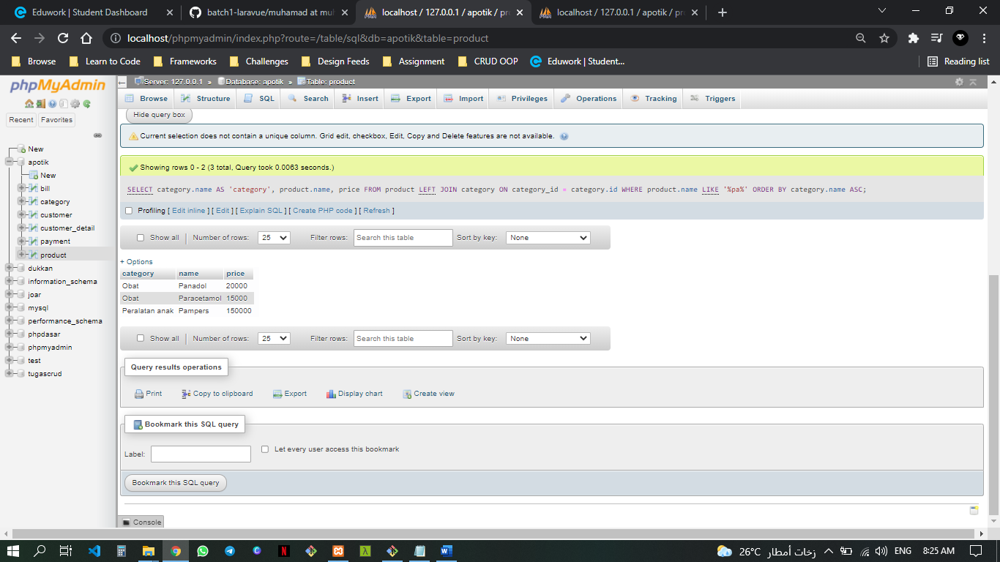 Eduwork | Student Dashboard
batch1-laravue/muhamad at mu
localhost / 127.0.0.1 / apotik / pr
localhost / 127.0.0.1 / apotik / pr
localhost/phpmyadmin/index.php?route=/table/sql&db=apotik&table=product
Browse Learn to Code Frameworks Challenges Design Feeds Assignment CRUD OOP Eduwork | Student... Reading list
phpMyAdmin
Recent Favorites
New
apotik
New
bill
category
customer
customer_detail
payment
product
dukkan
information_schema
joar
mysql
performance_schema
phpdasar
phpmyadmin
test
tugascrud
Server: 127.0.0.1 » Database: apotik » Table: product
Browse Structure SQL Search Insert Export Import Privileges Operations Tracking Triggers
Hide query box
Current selection does not contain a unique column. Grid edit, checkbox, Edit, Copy and Delete features are not available.
Showing rows 0 - 2 (3 total, Query took 0.0063 seconds.)
SELECT category.name AS 'category', product.name, price FROM product LEFT JOIN category ON category_id = category.id WHERE product.name LIKE '%pa%' ORDER BY category.name ASC;
Profiling [ Edit inline ] [ Edit ] [ Explain SQL ] [ Create PHP code ] [ Refresh ]
Show all Number of rows: 25 Filter rows: Search this table Sort by key: None
+ Options
category name price
Obat Panadol 20000
Obat Paracetamol 15000
Peralatan anak Pampers 150000
Show all Number of rows: 25 Filter rows: Search this table Sort by key: None
Query results operations
Print Copy to clipboard Export Display chart Create view
Bookmark this SQL query
Label: Let every user access this bookmark
Bookmark this SQL query
Console
26°C زخات أمطار ENG 8:25 AM